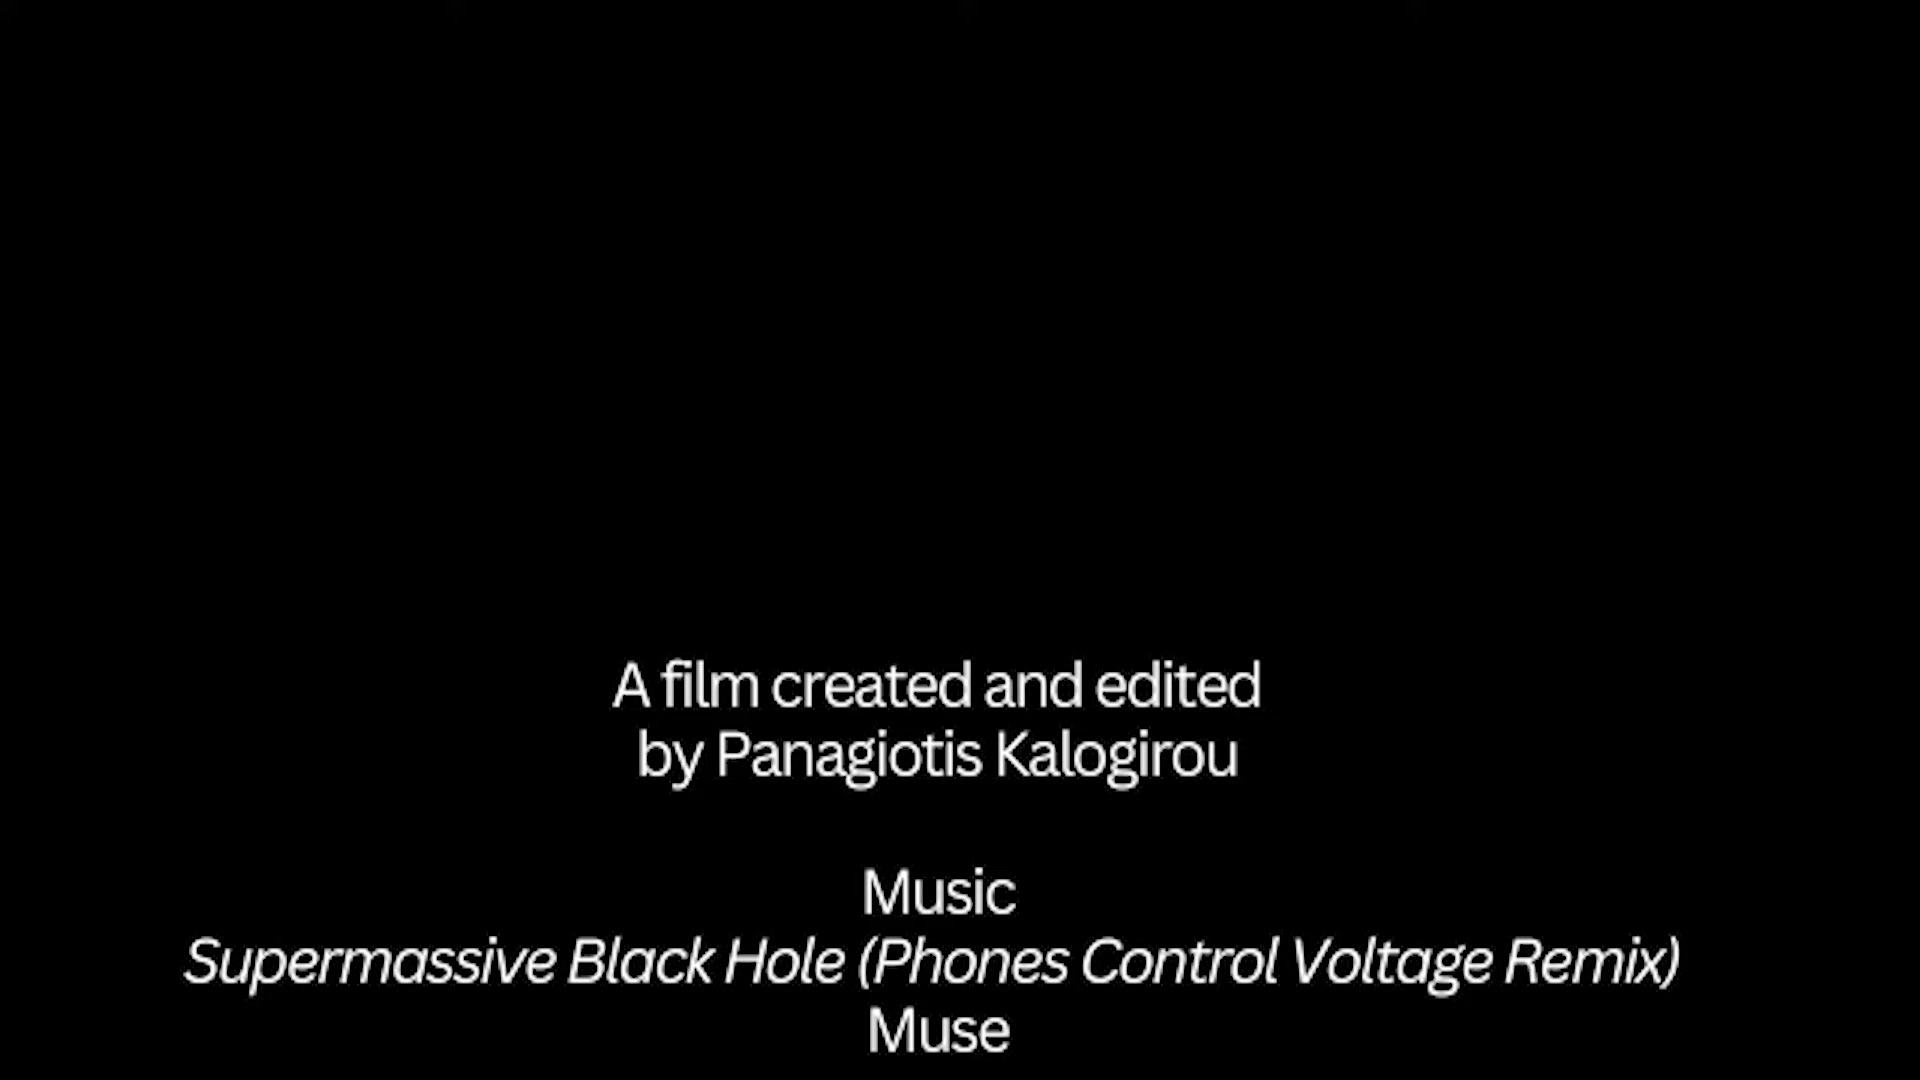 A film created and edited
by Panagiotis Kalogirou
Music
Supermassive Black Hole (Phones Control Voltage Remix)
Muse